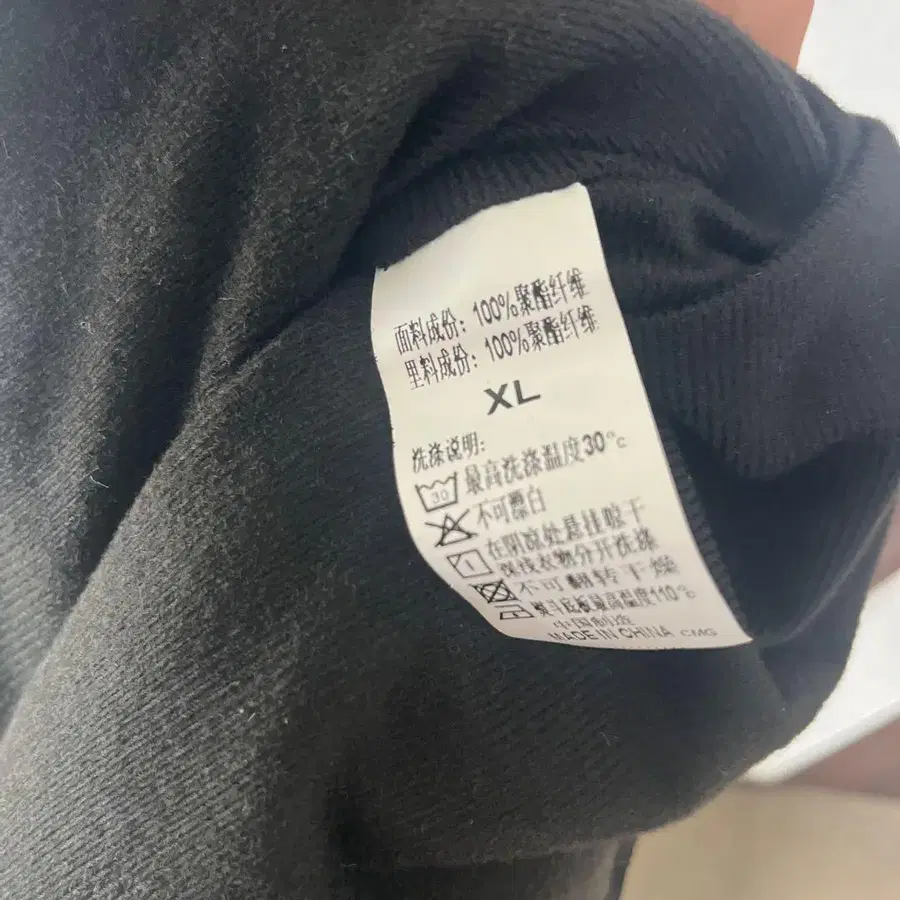 面料成份: 100%聚酯纤维
里料成份: 100%聚酯纤维
XL
洗涤说明:
30 最高洗涤温度30℃
不可漂白
在阴凉处悬挂晾干
深浅衣物分开洗涤
不可翻转干燥
熨斗底板最高温度110℃
中国制造
MADE IN CHINA CMG